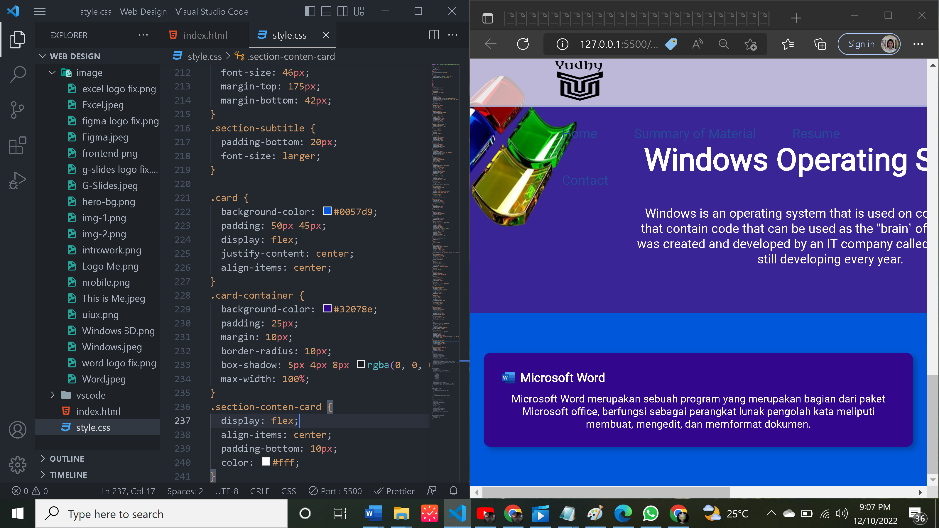 style.css - Web Design - Visual Studio Code
EXPLORER
WEB DESIGN
image
excel logo fix.png
Excel.jpeg
figma logo fix.png
Figma.jpeg
frontend.png
g-slides logo fix....
G-Slides.jpeg
hero-bg.png
img-1.png
img-2.png
introwork.png
Logo Me.png
mobile.png
This is Me.jpeg
uiux.png
Windows 3D.png
Windows.jpeg
word logo fix.png
Word.jpeg
vscode
index.html
style.css
OUTLINE
TIMELINE
index.html
style.css
style.css > .section-conten-card
212 font-size: 46px;
213 margin-top: 175px;
214 margin-bottom: 42px;
215 }
216 .section-subtitle {
217 padding-bottom: 20px;
218 font-size: larger;
219 }
220
221 .card {
222 background-color: #0057d9;
223 padding: 50px 45px;
224 display: flex;
225 justify-content: center;
226 align-items: center;
227 }
228 .card-container {
229 background-color: #32078e;
230 padding: 25px;
231 margin: 10px;
232 border-radius: 10px;
233 box-shadow: 5px 4px 8px rgba(0, 0,
234 max-width: 100%;
235 }
236 .section-conten-card {
237 display: flex;
238 align-items: center;
239 padding-bottom: 10px;
240 color: #fff;
241 }
0 0
Ln 237, Col 17
Spaces: 2
UTF-8
CRLF
CSS
Port : 5500
Prettier
127.0.0.1:5500/...
Sign in
Yudhy
Home
Summary of Material
Resume
Contact
Windows Operating S
Windows is an operating system that is used on co
that contain code that can be used as the "brain" of
was created and developed by an IT company called
still developing every year.
Microsoft Word
Microsoft Word merupakan sebuah program yang merupakan bagian dari paket
Microsoft office, berfungsi sebagai perangkat lunak pengolah kata meliputi
membuat, mengedit, dan memformat dokumen.
Type here to search
25°C
9:07 PM
12/10/2022
36